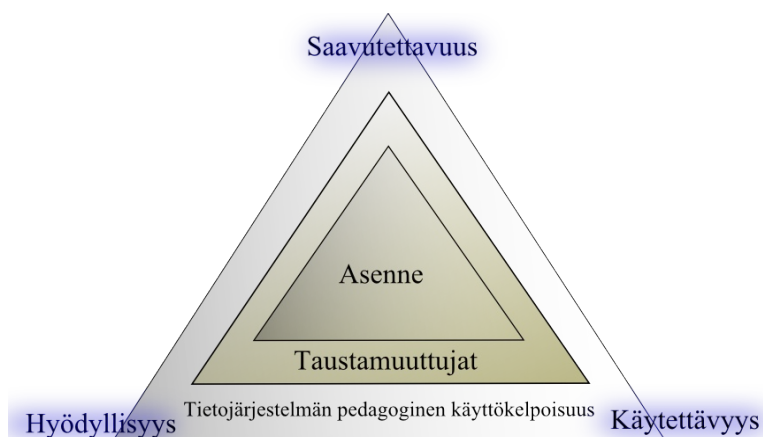 Saavutettavuus
Asenne
Taustamuuttujat
Tietojärjestelmän pedagoginen käyttökelpoisuus
Hyödyllisyys
Käytettävyys